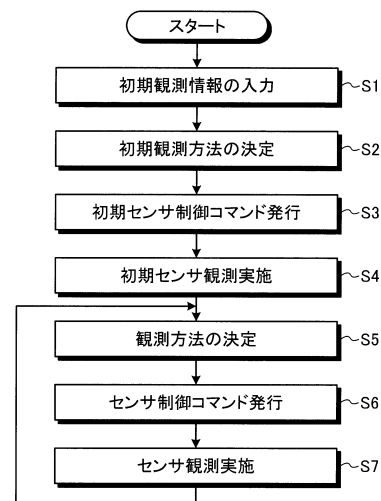 スタート
初期観測情報の入力 S1
初期観測方法の決定 S2
初期センサ制御コマンド発行 S3
初期センサ観測実施 S4
観測方法の決定 S5
センサ制御コマンド発行 S6
センサ観測実施 S7